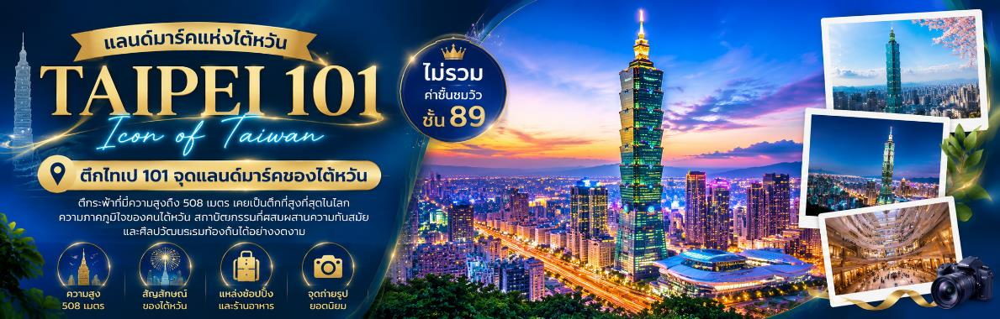 แลนด์มาร์คแห่งไต้หวัน
TAIPEI 101
Icon of Taiwan
ไม่รวม
ค่าขึ้นชมวิว
ชั้น 89
ตึกไทเป 101 จุดแลนด์มาร์คของไต้หวัน
ตึกระฟ้าที่มีความสูงถึง 508 เมตร เคยเป็นตึกที่สูงที่สุดในโลก
ความภาคภูมิใจของคนไต้หวัน สถาปัตยกรรมที่ผสมผสานความทันสมัย
และศิลปวัฒนธรรมท้องถิ่นได้อย่างงดงาม
ความสูง
508 เมตร
สัญลักษณ์
ของไต้หวัน
แหล่งช้อปปิ้ง
และร้านอาหาร
จุดถ่ายรูป
ยอดนิยม